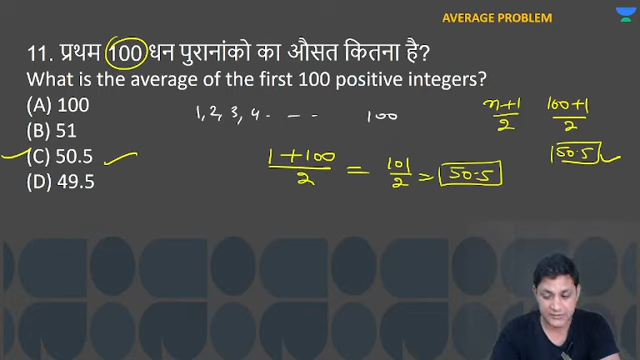 AVERAGE PROBLEM
11. प्रथम 100 धन पुरानांको का औसत कितना है?
What is the average of the first 100 positive integers?
(A) 100
(B) 51
(C) 50.5
(D) 49.5
1, 2, 3, 4. - - - 100
1+100/2 = 101/2 = 50.5
n+1/2 100+1/2
50.5